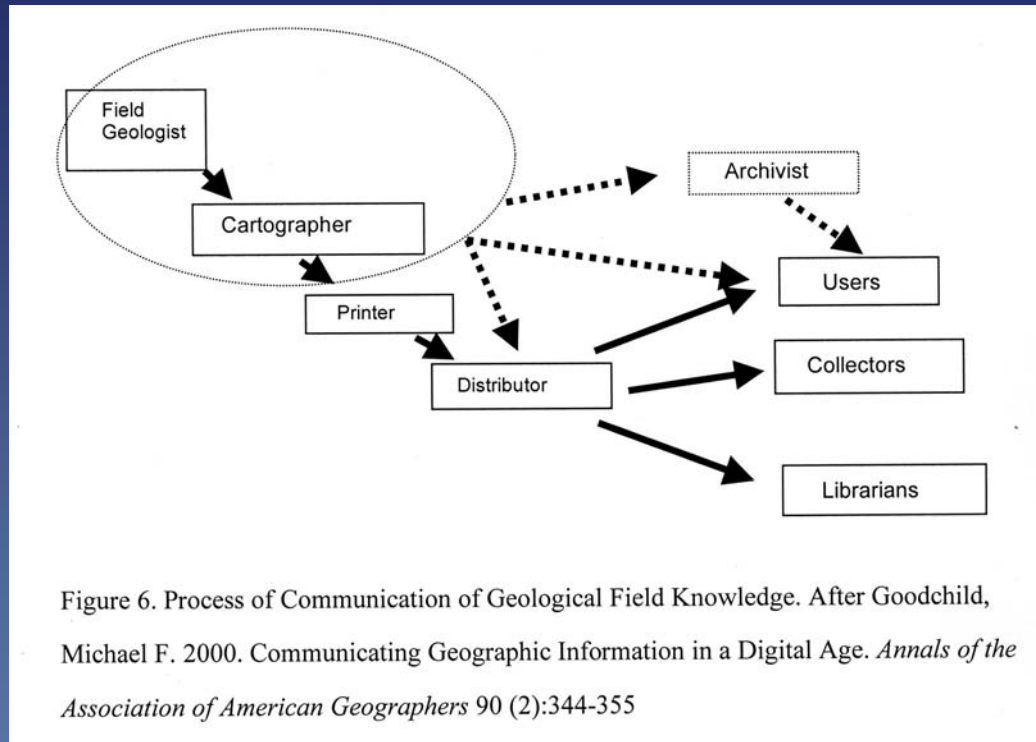 Field
Geologist
Cartographer
Printer
Distributor
Archivist
Users
Collectors
Librarians
Figure 6. Process of Communication of Geological Field Knowledge. After Goodchild,
Michael F. 2000. Communicating Geographic Information in a Digital Age. Annals of the
Association of American Geographers 90 (2):344-355